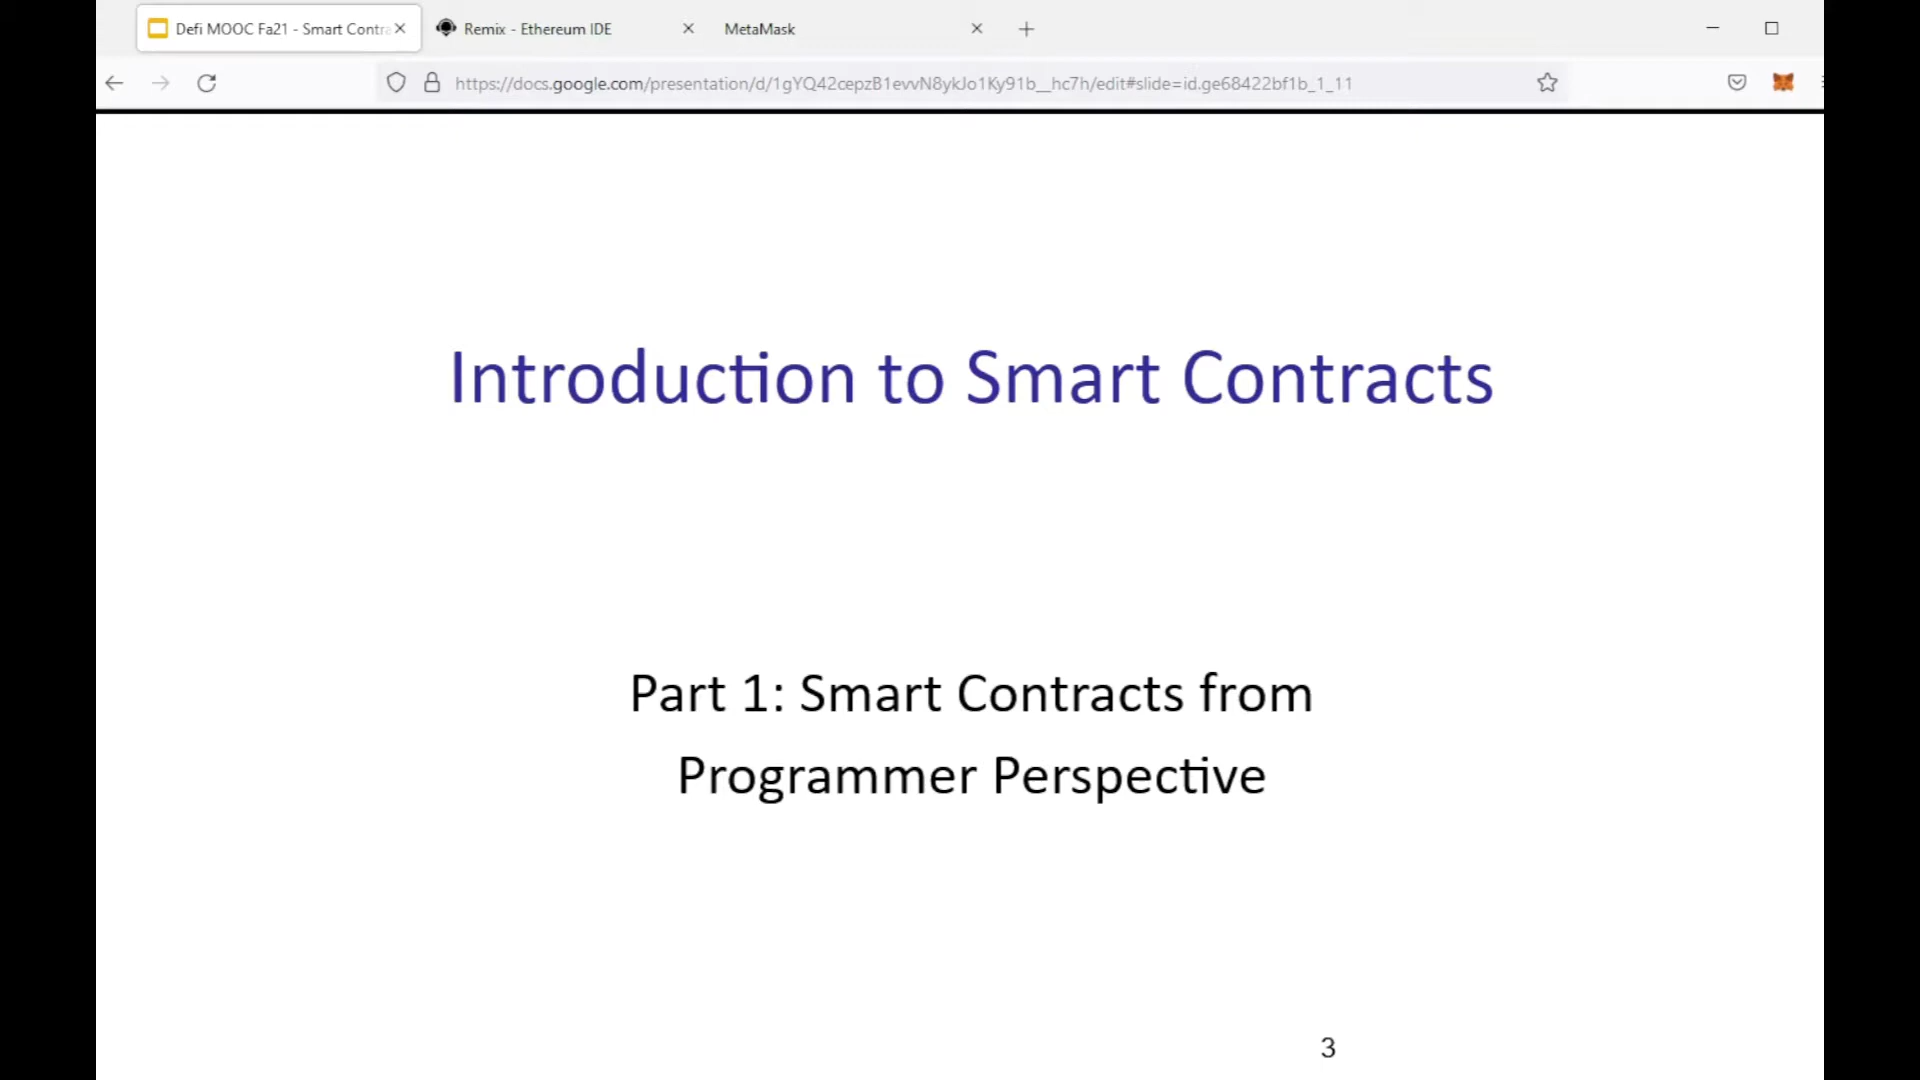 Defi MOOC Fa21 - Smart Contra
Remix - Ethereum IDE
MetaMask
https://docs.google.com/presentation/d/1gYQ42cepzB1evvN8ykJo1Ky91b__hc7h/edit#slide=id.ge68422bf1b_1_11
Introduction to Smart Contracts
Part 1: Smart Contracts from
Programmer Perspective
3